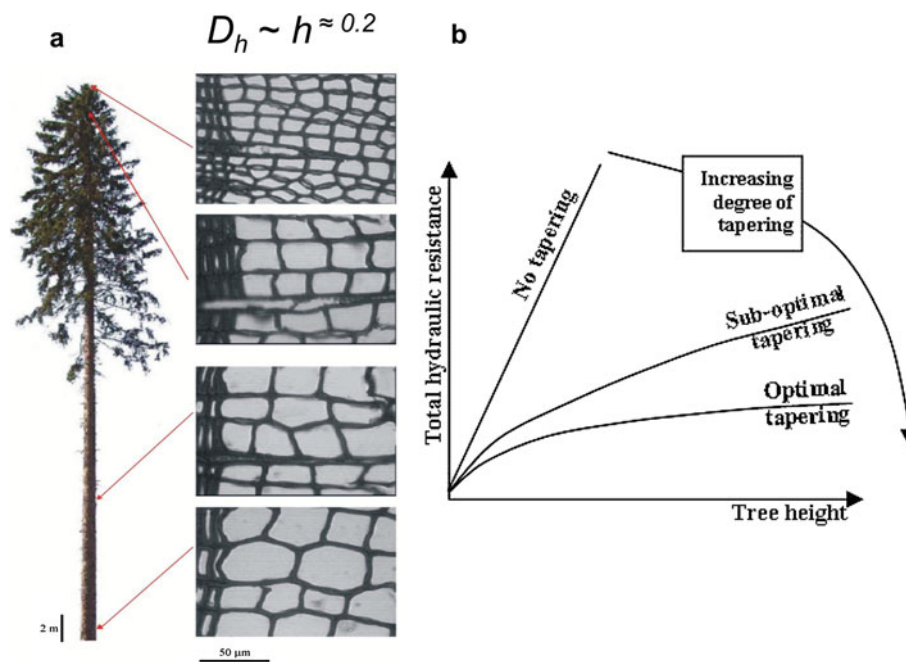 a
D_h ~ h^≈ 0.2
2 m
50 µm
b
Total hydraulic resistance
No tapering
Increasing
degree of
tapering
Sub-optimal
tapering
Optimal
tapering
Tree height